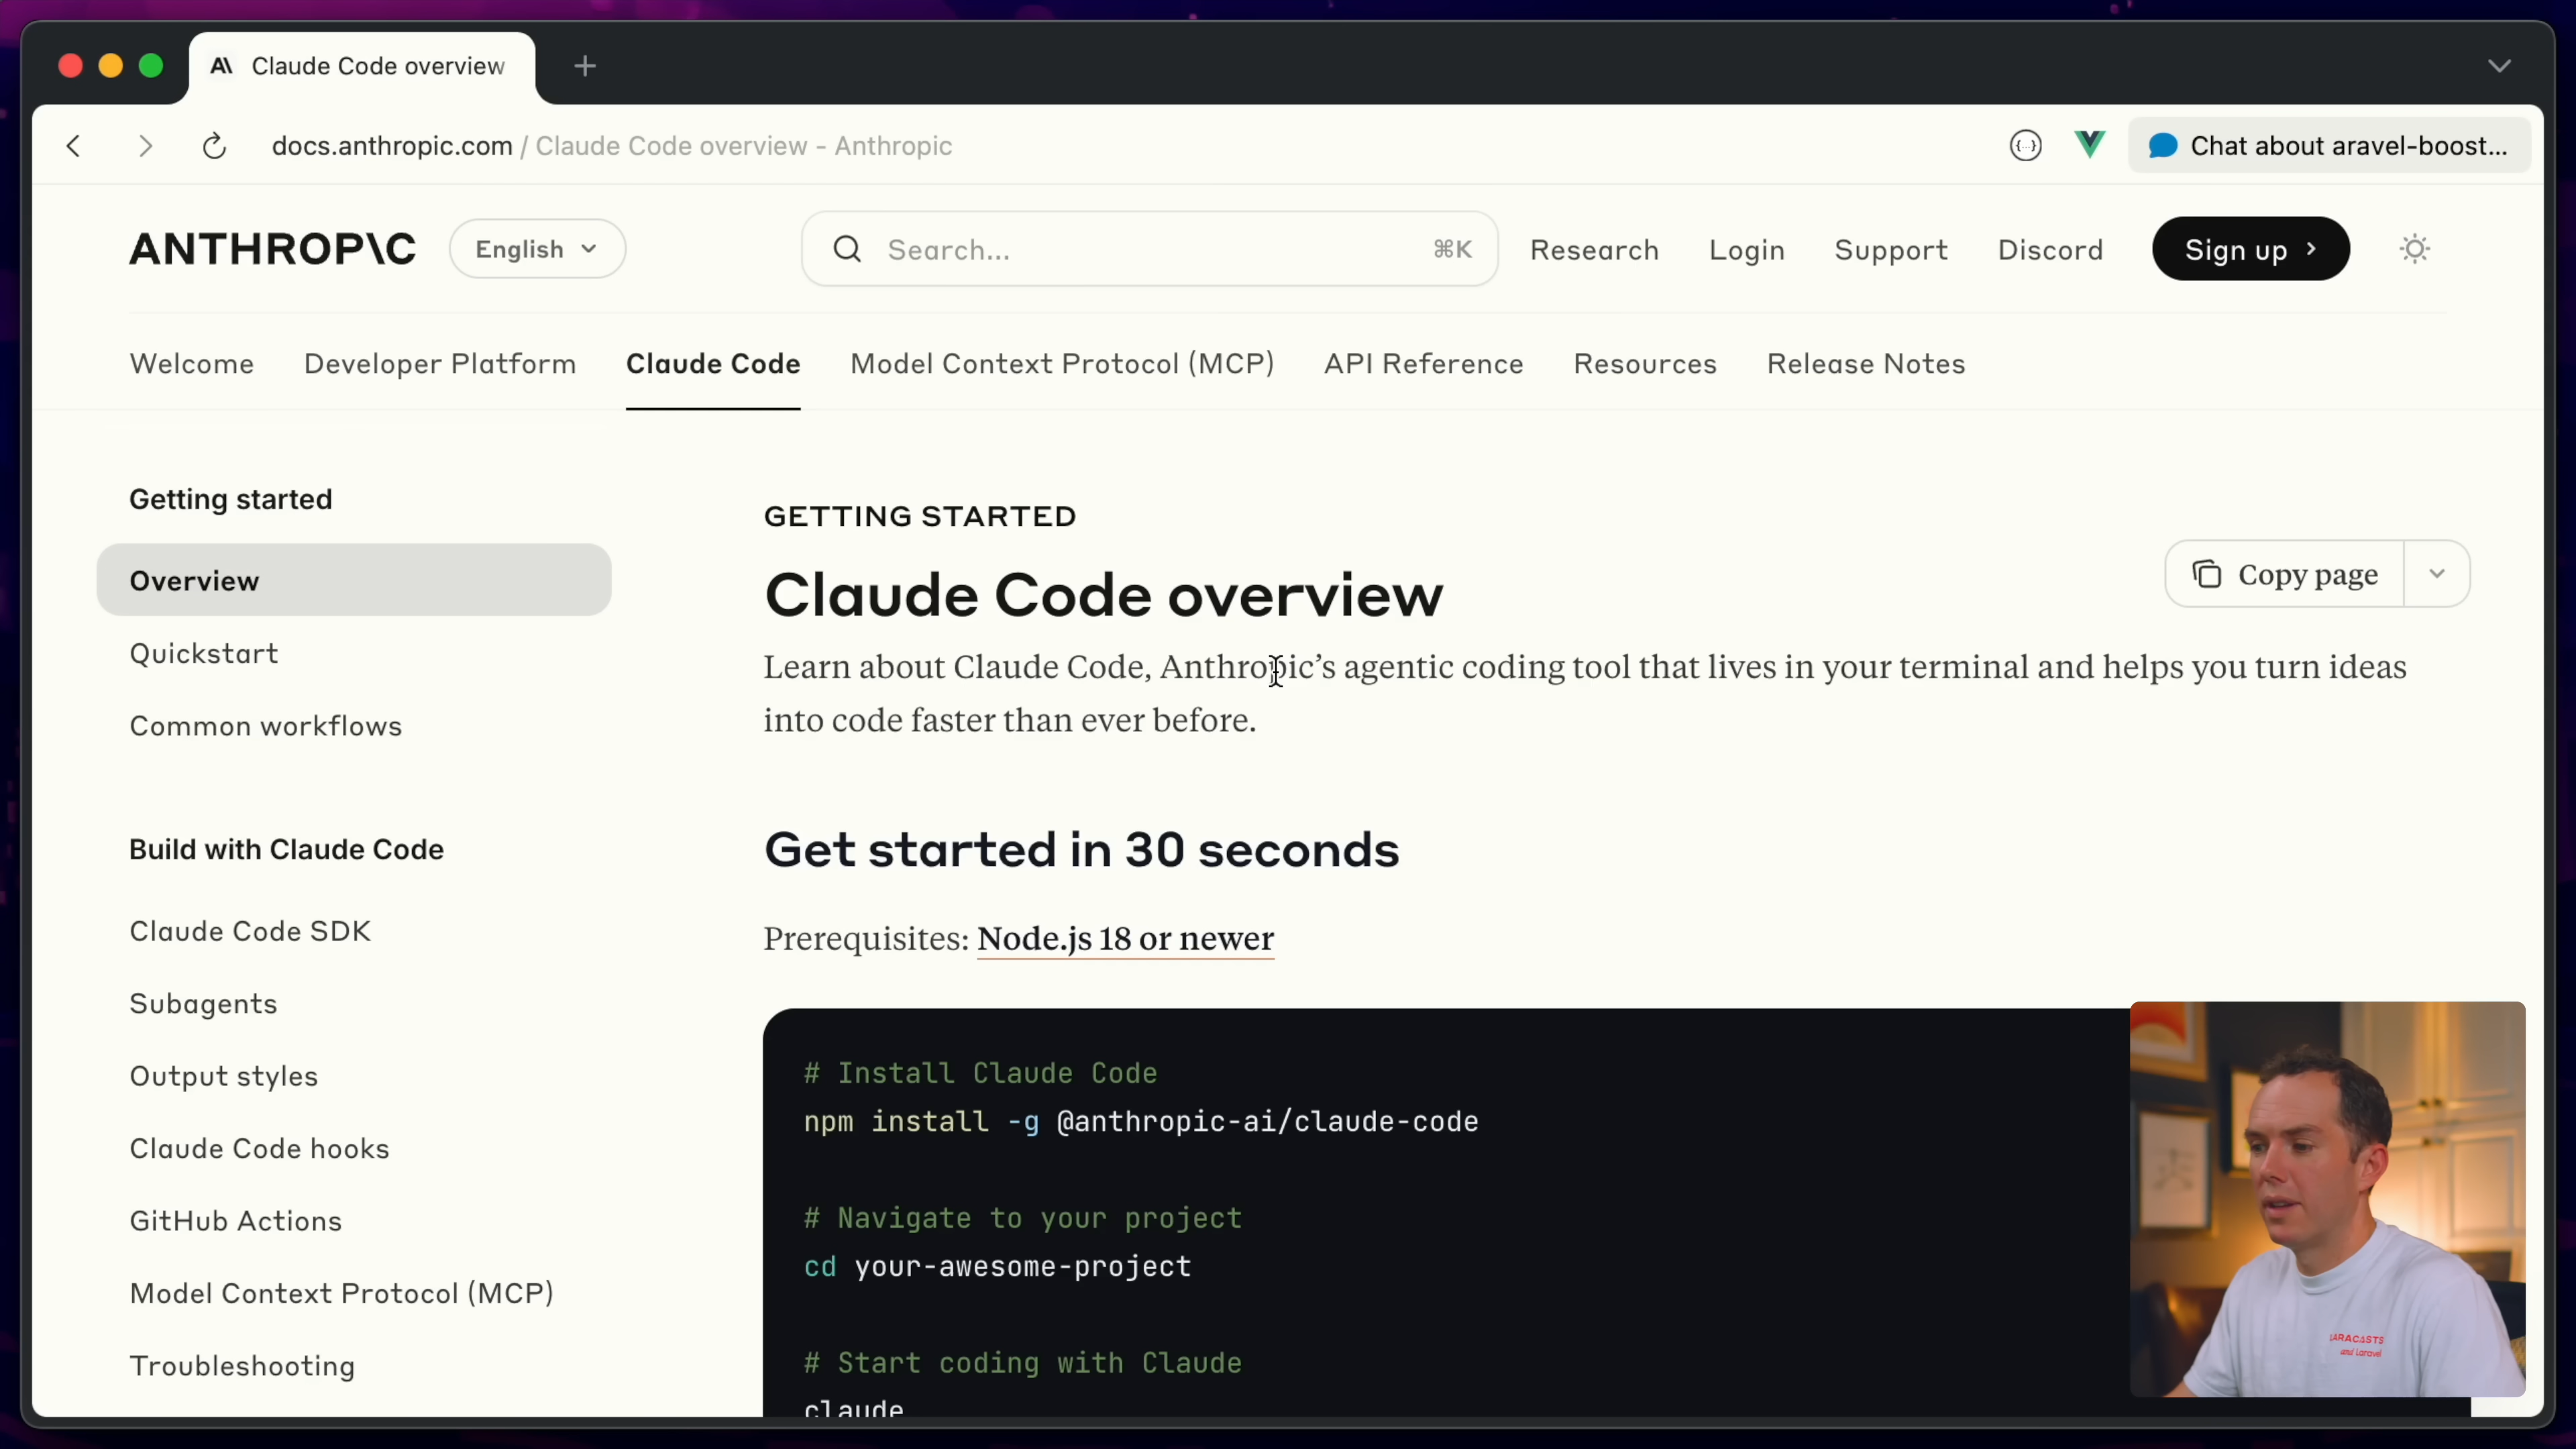 Claude Code overview
docs.anthropic.com / Claude Code overview - Anthropic
Chat about aravel-boost...
ANTHROP\C
English
Search...
⌘K
Research
Login
Support
Discord
Sign up
Welcome
Developer Platform
Claude Code
Model Context Protocol (MCP)
API Reference
Resources
Release Notes
Getting started
Overview
Quickstart
Common workflows
Build with Claude Code
Claude Code SDK
Subagents
Output styles
Claude Code hooks
GitHub Actions
Model Context Protocol (MCP)
Troubleshooting
GETTING STARTED
Claude Code overview
Copy page
Learn about Claude Code, Anthropic’s agentic coding tool that lives in your terminal and helps you turn ideas
into code faster than ever before.
Get started in 30 seconds
Prerequisites: Node.js 18 or newer
# Install Claude Code
npm install -g @anthropic-ai/claude-code
# Navigate to your project
cd your-awesome-project
# Start coding with Claude
claude
LARACASTS
and Laravel